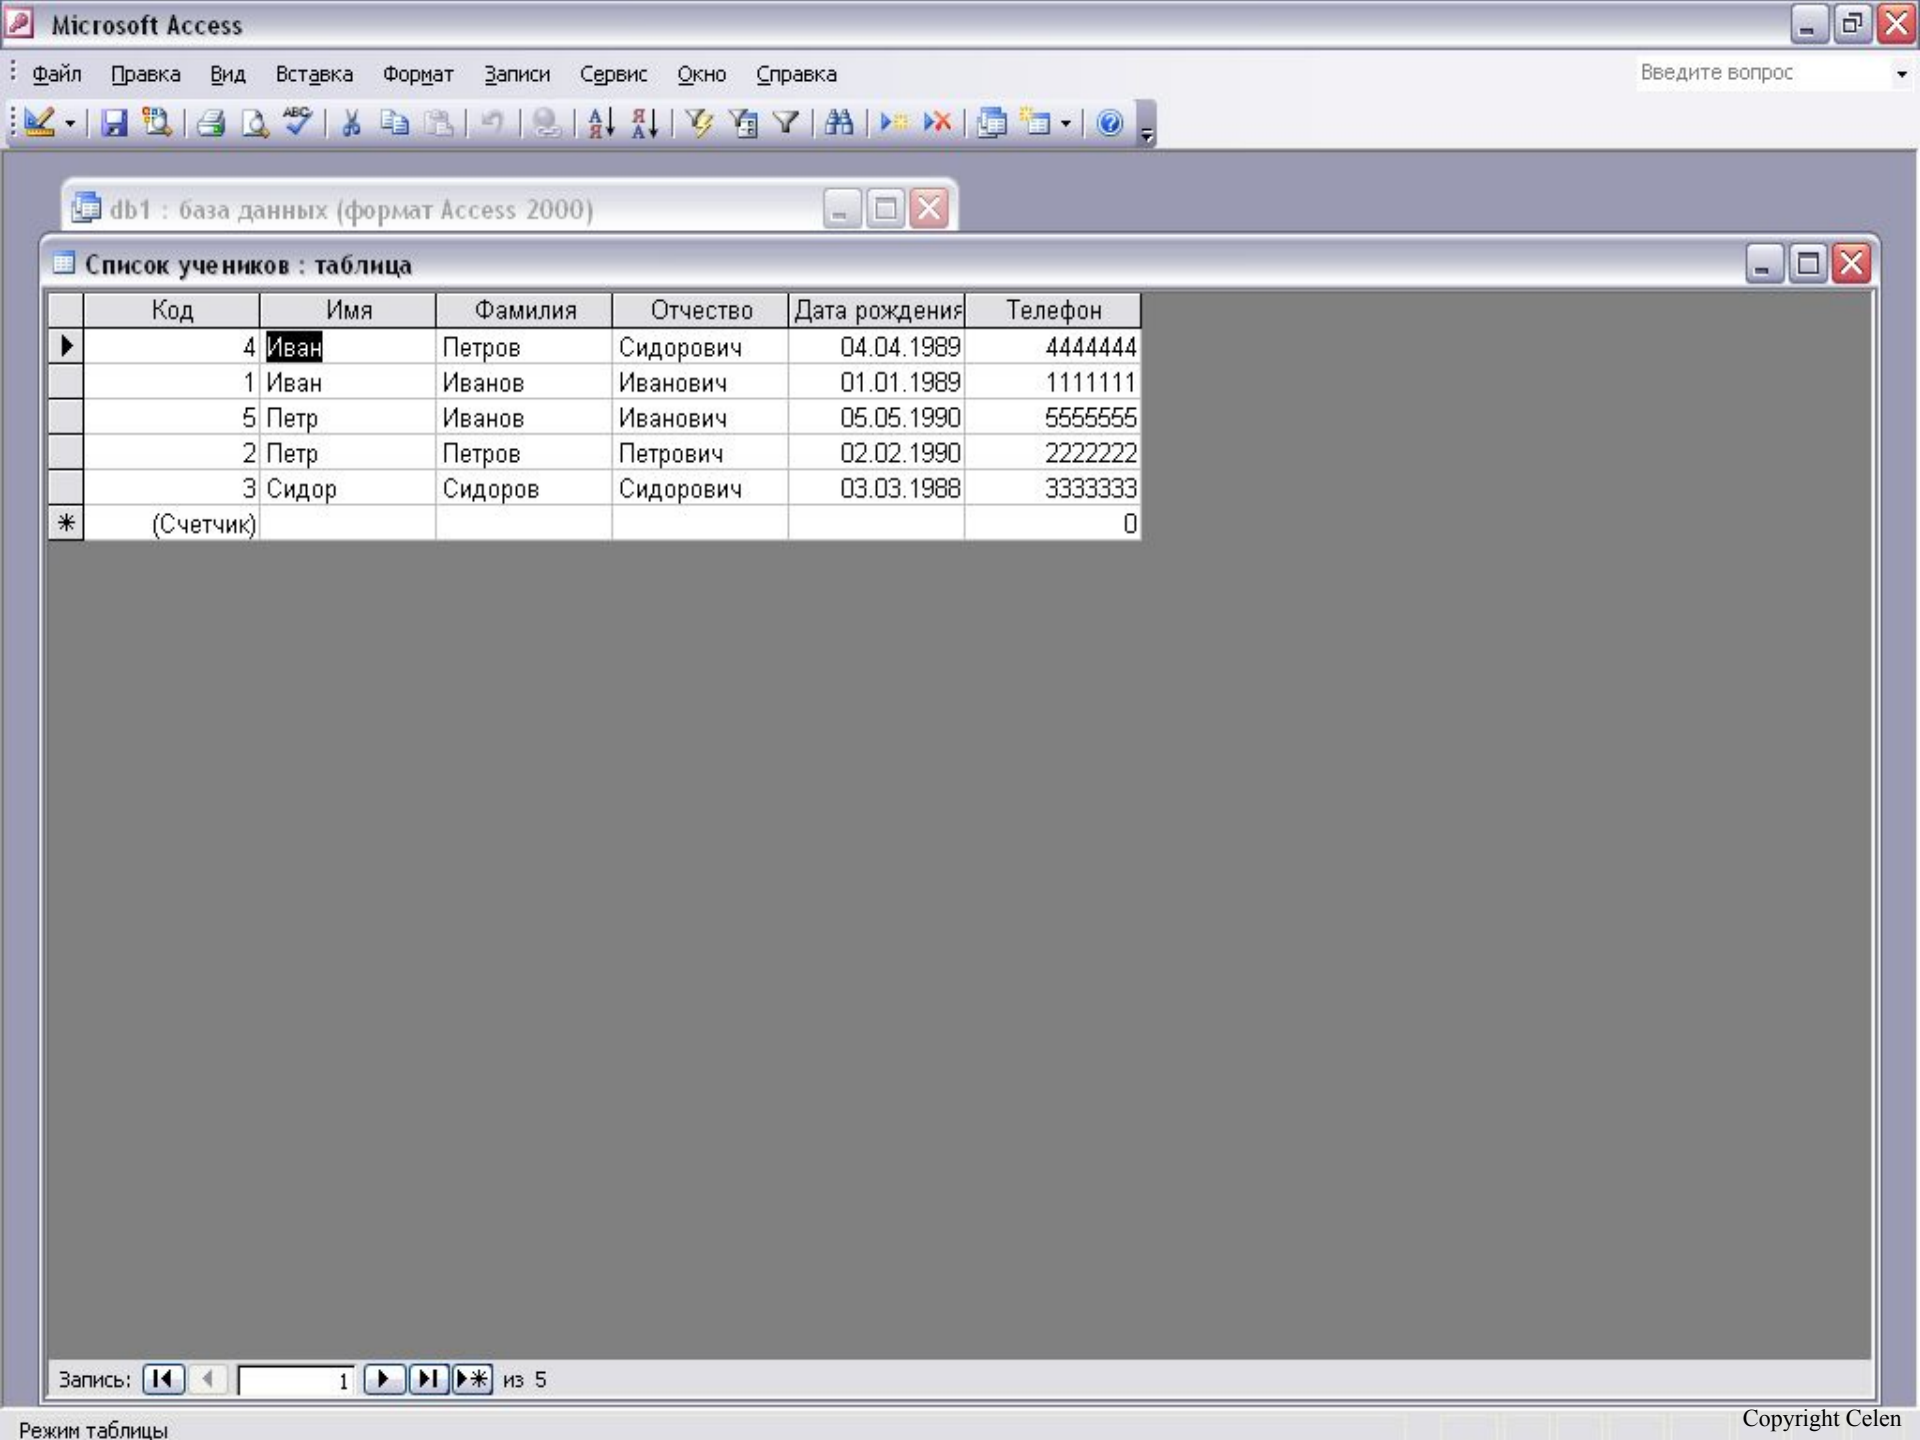 Microsoft Access
Файл Правка Вид Вставка Формат Записи Сервис Окно Справка Введите вопрос
db1 : база данных (формат Access 2000)
Список учеников : таблица
Код Имя Фамилия Отчество Дата рождения Телефон
4 Иван Петров Сидорович 04.04.1989 4444444
1 Иван Иванов Иванович 01.01.1989 1111111
5 Петр Иванов Иванович 05.05.1990 5555555
2 Петр Петров Петрович 02.02.1990 2222222
3 Сидор Сидоров Сидорович 03.03.1988 3333333
(Счетчик) 0
Запись: 1 из 5
Режим таблицы
Copyright Celen